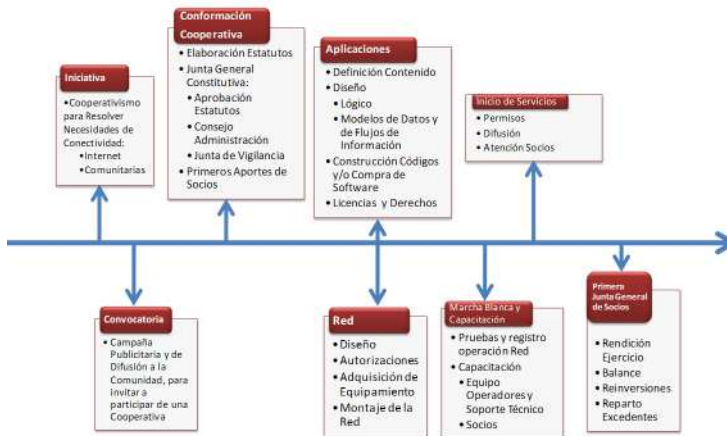 Iniciativa
•Cooperativismo
para Resolver
Necesidades de
Conectividad:
•Internet
•Comunitarias
Convocatoria
• Campaña
Publicitaria y de
Difusión a la
Comunidad, para
invitar a
participar de una
Cooperativa
Conformación
Cooperativa
• Elaboración Estatutos
• Junta General
Constitutiva:
• Aprobación
Estatutos
• Consejo
Administración
• Junta de Vigilancia
• Primeros Aportes de
Socios
Aplicaciones
• Definición Contenido
• Diseño
• Lógico
• Modelos de Datos y
de Flujos de
Información
• Construcción Códigos
y/o Compra de
Software
• Licencias y Derechos
Red
• Diseño
• Autorizaciones
• Adquisición de
Equipamiento
• Montaje de la
Red
Marcha Blanca y
Capacitación
• Pruebas y registro
operación Red
• Capacitación
• Equipo
Operadores y
Soporte Técnico
• Socios
Inicio de Servicios
• Permisos
• Difusión
• Atención Socios
Primera
Junta General
de Socios
• Rendición
Ejercicio
• Balance
• Reinversiones
• Reparto
Excedentes